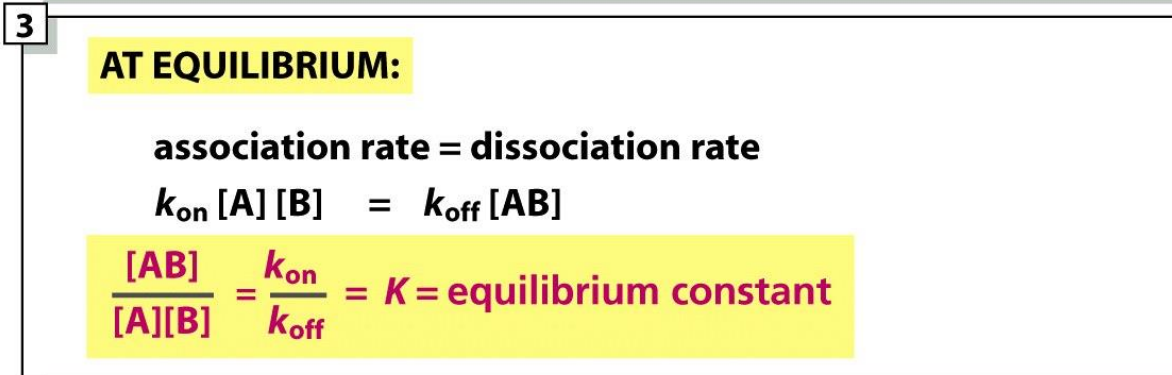 3
AT EQUILIBRIUM:
association rate = dissociation rate
kon [A] [B] = koff [AB]
[AB] / [A][B] = kon / koff = K = equilibrium constant